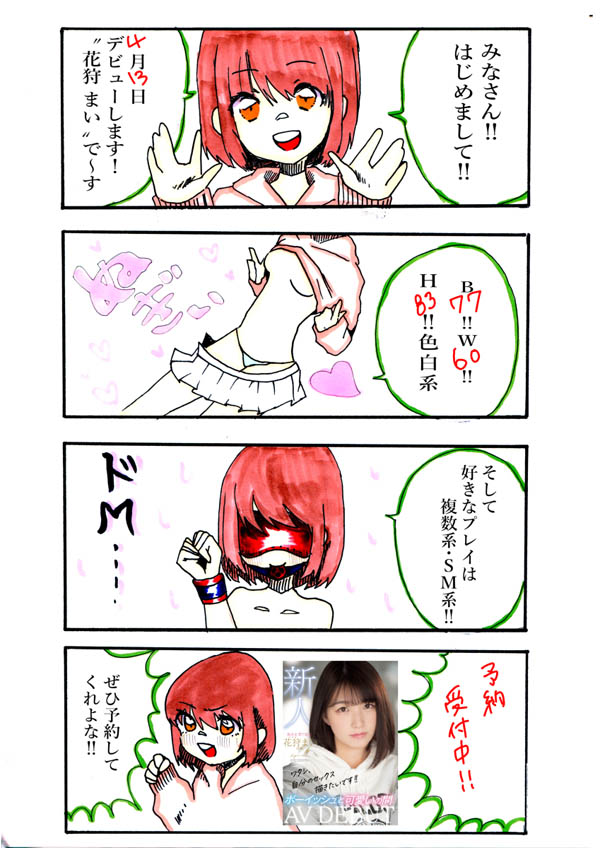 みなさん!!
はじめまして!!
4月13日
デビューします!
〝花狩 まい〟で〜す
B77!!W60!!
H83!!色白系
ぬぎぃ
そして
好きなプレイは
複数系・SM系!!
ドM....
予約
受付中!!
新人
花狩まい
ワタシ、
自分のセックス
描きたいです!!
ボーイッシュと可愛いの間
AV DEBUT
ぜひ予約して
くれよな!!